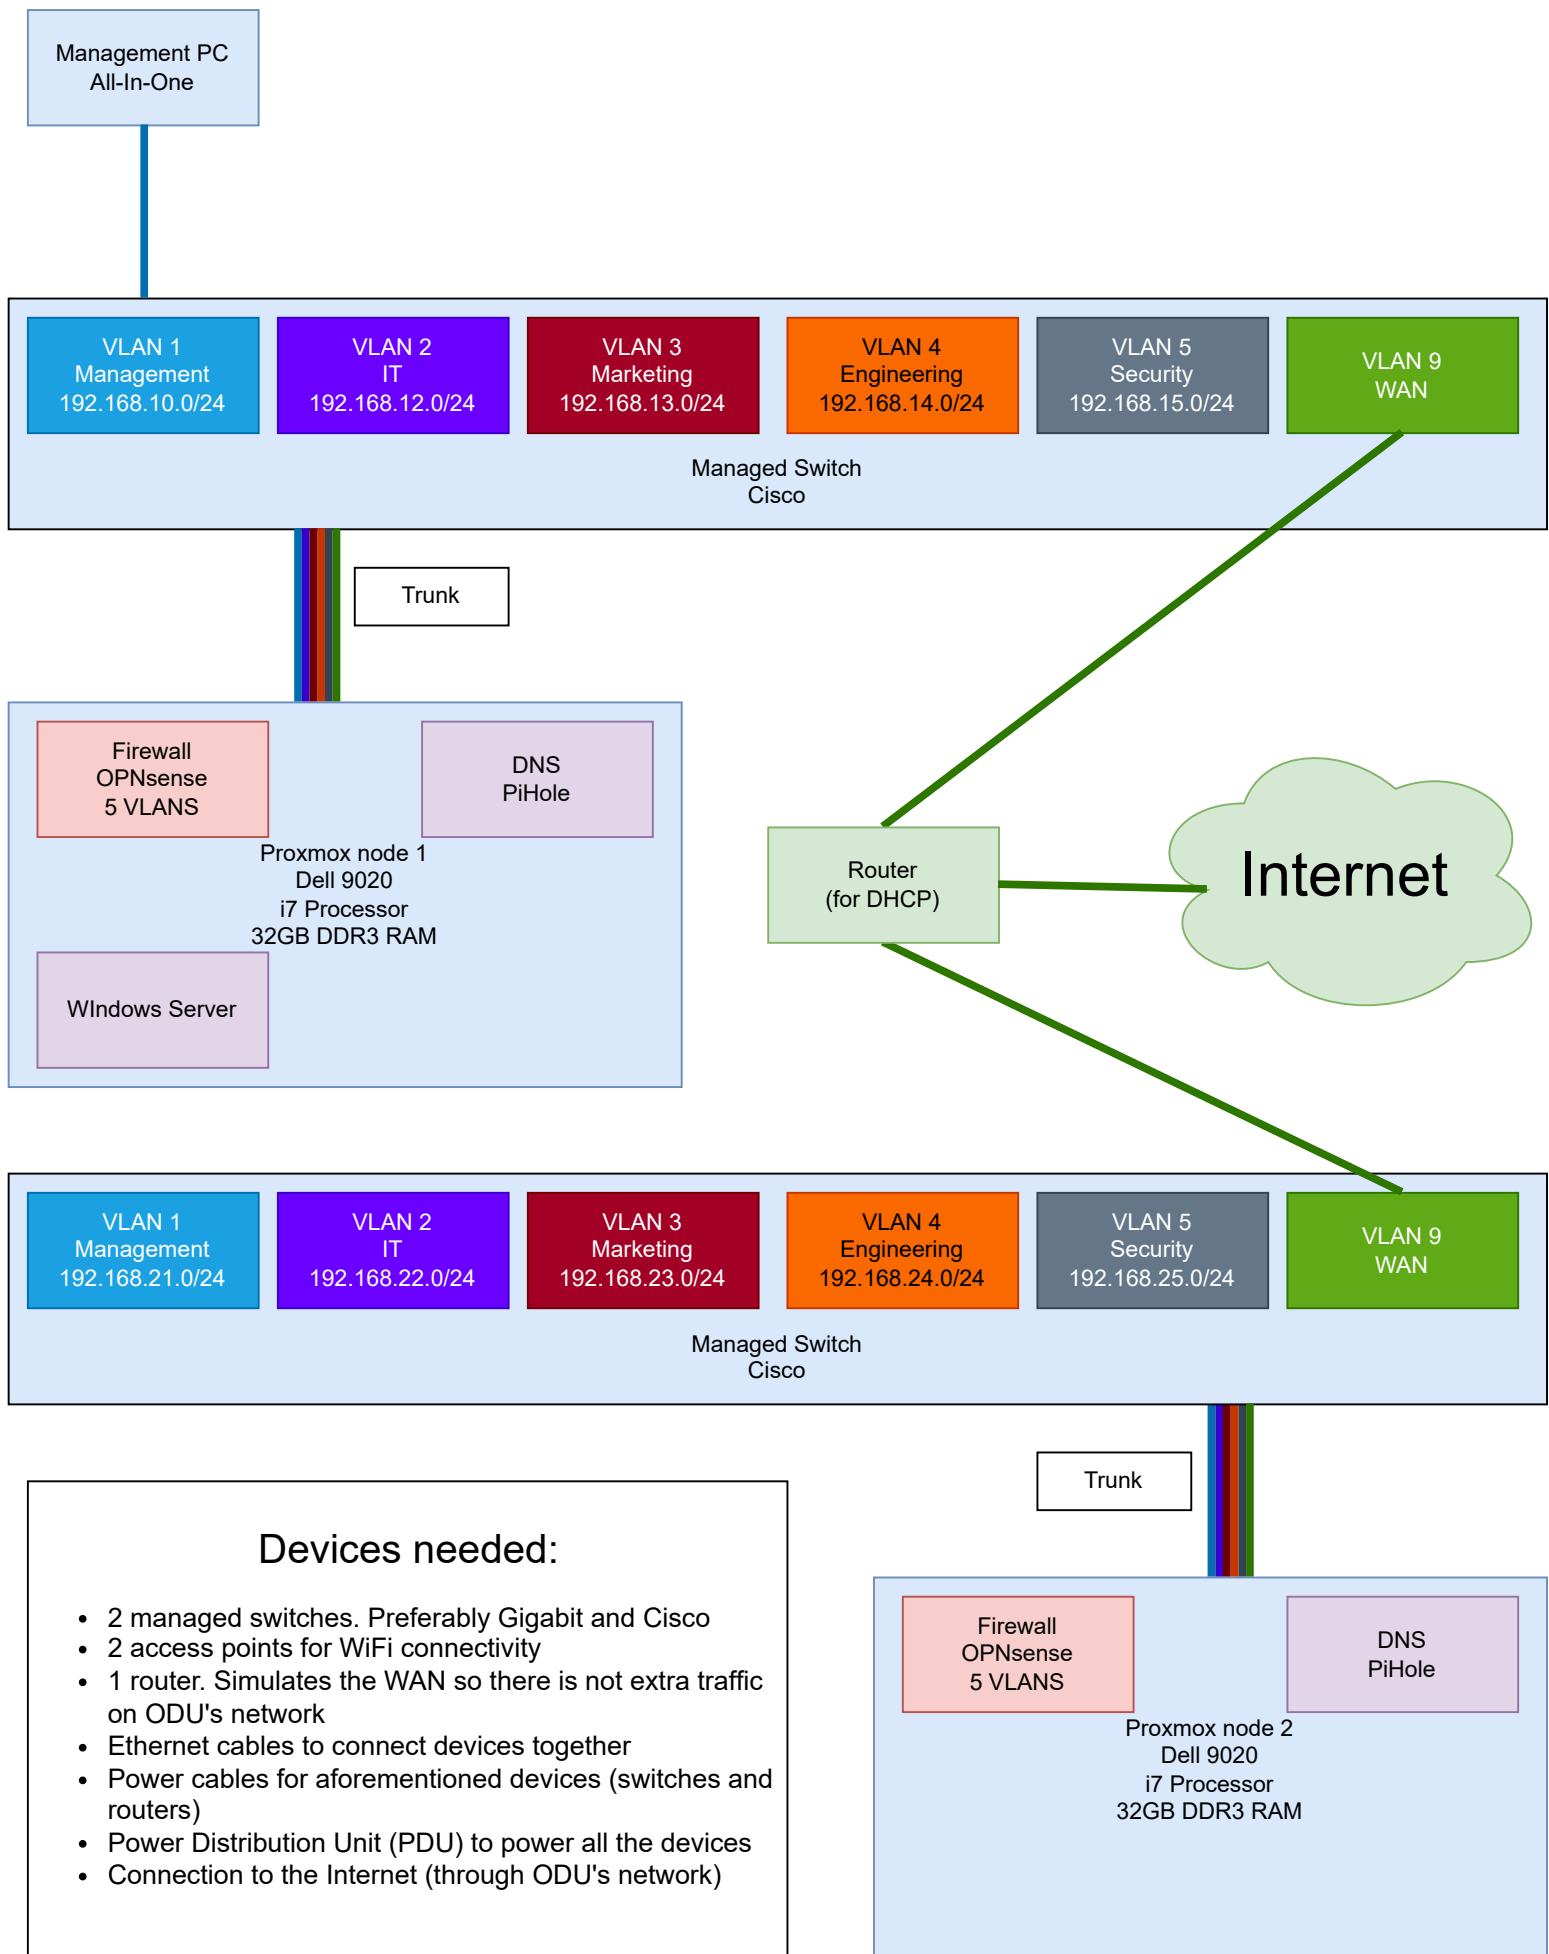 Management PC
All-In-One
VLAN 1
Management
192.168.10.0/24
VLAN 2
IT
192.168.12.0/24
VLAN 3
Marketing
192.168.13.0/24
VLAN 4
Engineering
192.168.14.0/24
VLAN 5
Security
192.168.15.0/24
VLAN 9
WAN
Managed Switch
Cisco
Trunk
Firewall
OPNsense
5 VLANS
DNS
PiHole
Proxmox node 1
Dell 9020
i7 Processor
32GB DDR3 RAM
WIndows Server
Router
(for DHCP)
Internet
VLAN 1
Management
192.168.21.0/24
VLAN 2
IT
192.168.22.0/24
VLAN 3
Marketing
192.168.23.0/24
VLAN 4
Engineering
192.168.24.0/24
VLAN 5
Security
192.168.25.0/24
VLAN 9
WAN
Managed Switch
Cisco
Trunk
Devices needed:
• 2 managed switches. Preferably Gigabit and Cisco
• 2 access points for WiFi connectivity
• 1 router. Simulates the WAN so there is not extra traffic
on ODU's network
• Ethernet cables to connect devices together
• Power cables for aforementioned devices (switches and
routers)
• Power Distribution Unit (PDU) to power all the devices
• Connection to the Internet (through ODU's network)
Firewall
OPNsense
5 VLANS
DNS
PiHole
Proxmox node 2
Dell 9020
i7 Processor
32GB DDR3 RAM